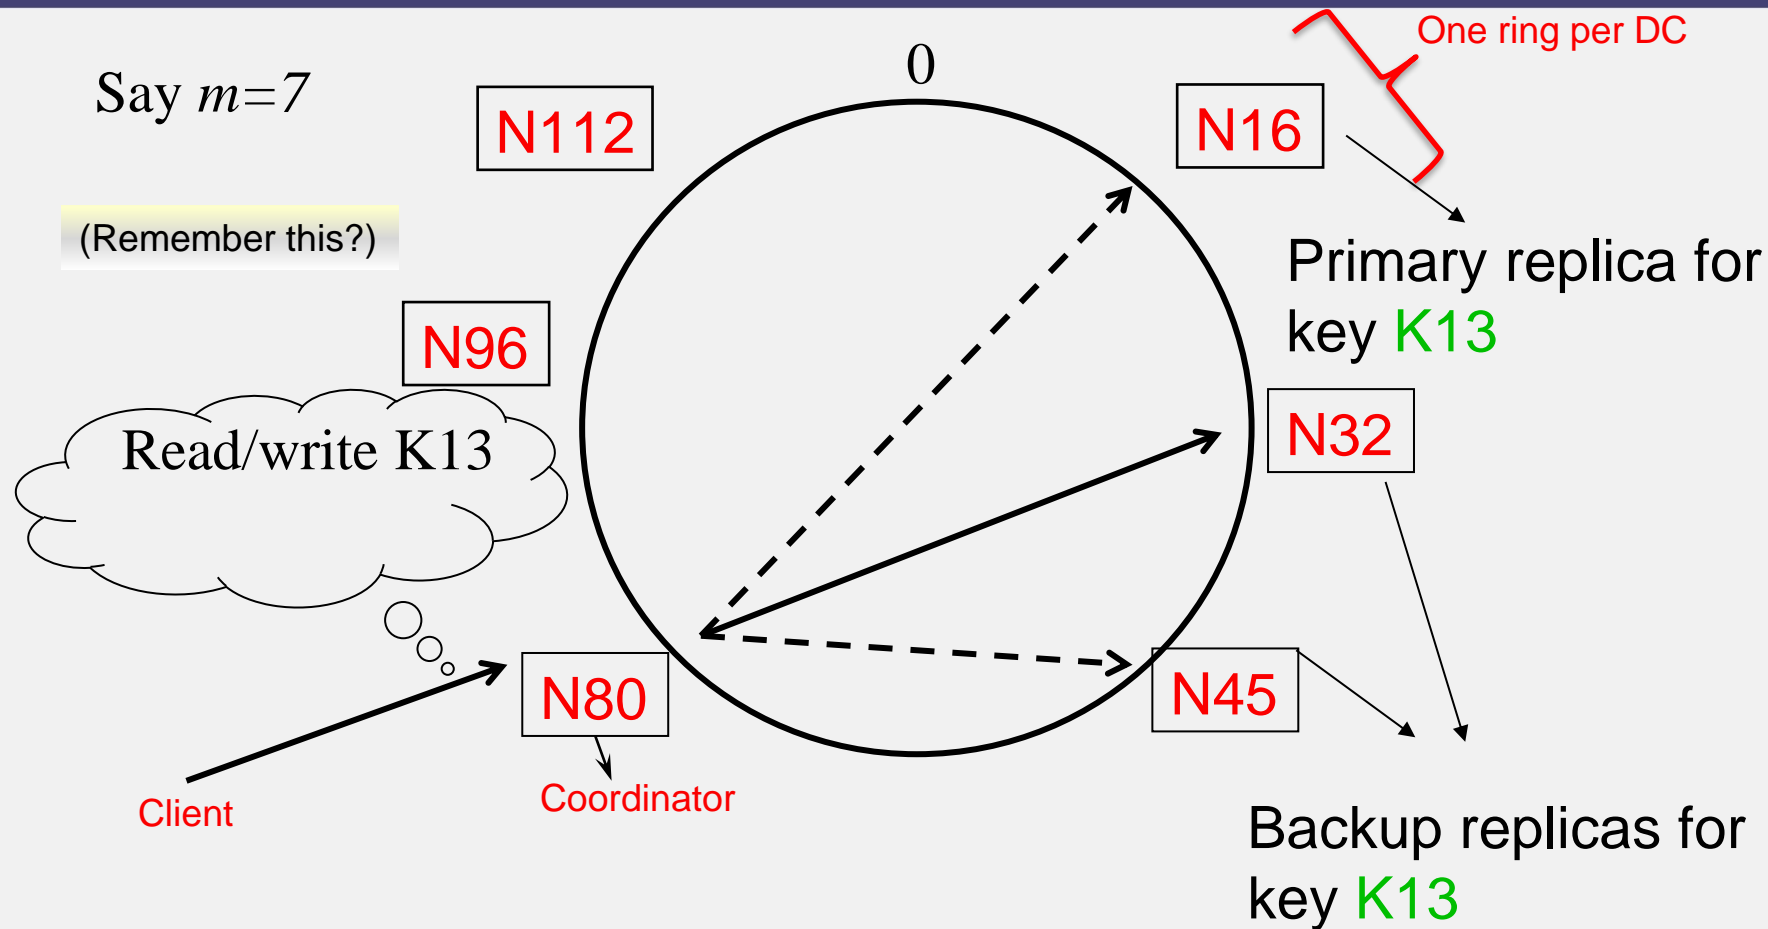 One ring per DC
0
Say m=7
N112
N16
(Remember this?)
Primary replica for
key K13
N96
Read/write K13
N32
N80
N45
Client
Coordinator
Backup replicas for
key K13